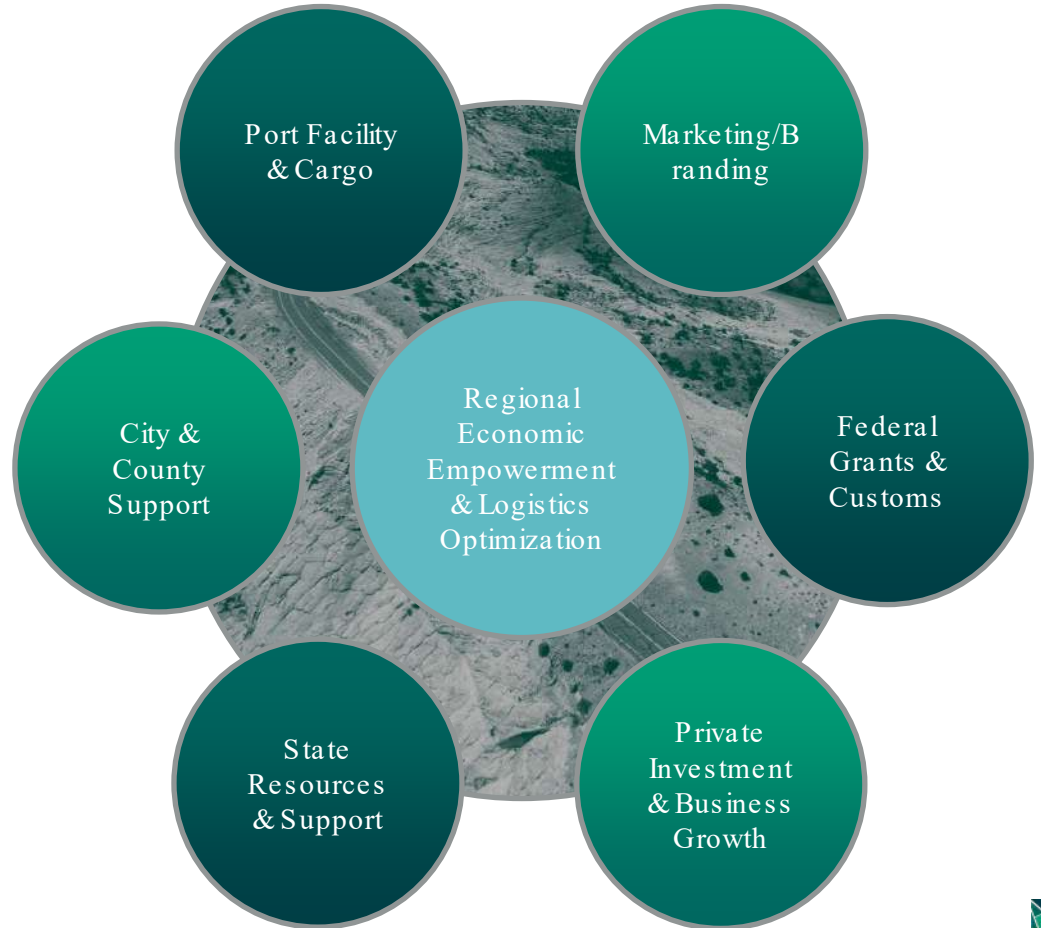 Port Facility
& Cargo
Marketing/B
randing
City &
County
Support
Regional
Economic
Empowerment
& Logistics
Optimization
Federal
Grants &
Customs
State
Resources
& Support
Private
Investment
& Business
Growth